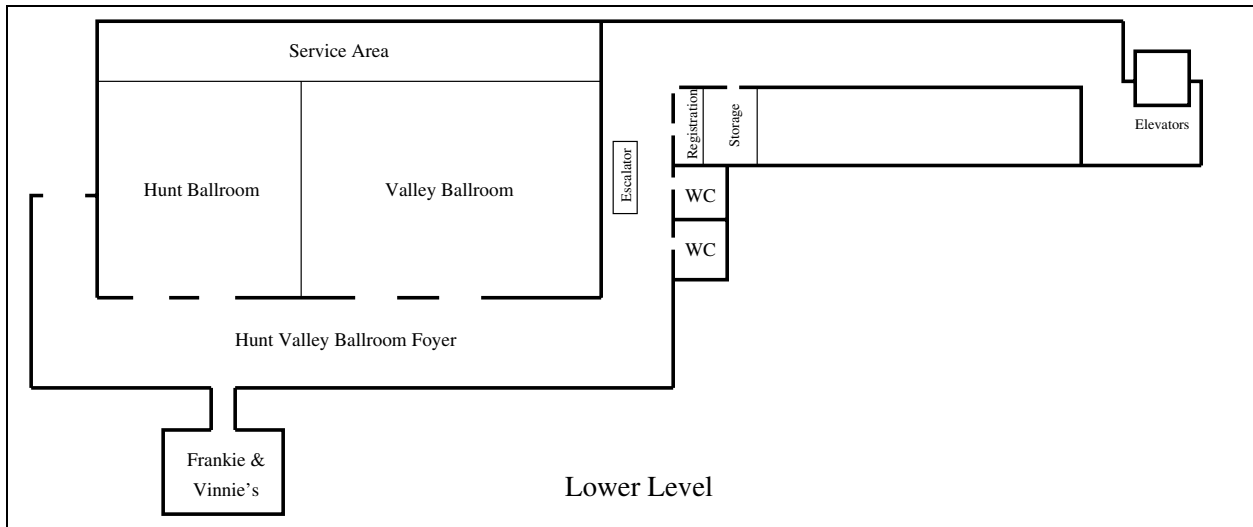 Service Area
Registration
Storage
Elevators
Escalator
Hunt Ballroom
Valley Ballroom
WC
WC
Hunt Valley Ballroom Foyer
Frankie &
Vinnie's
Lower Level